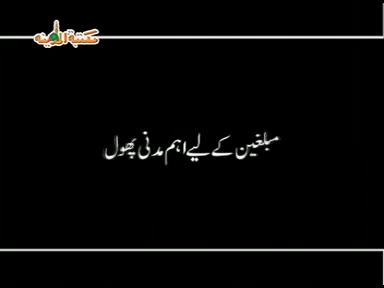 مکتبۃ المدینہ
مبلغین کے لیے اہم مدنی پھول